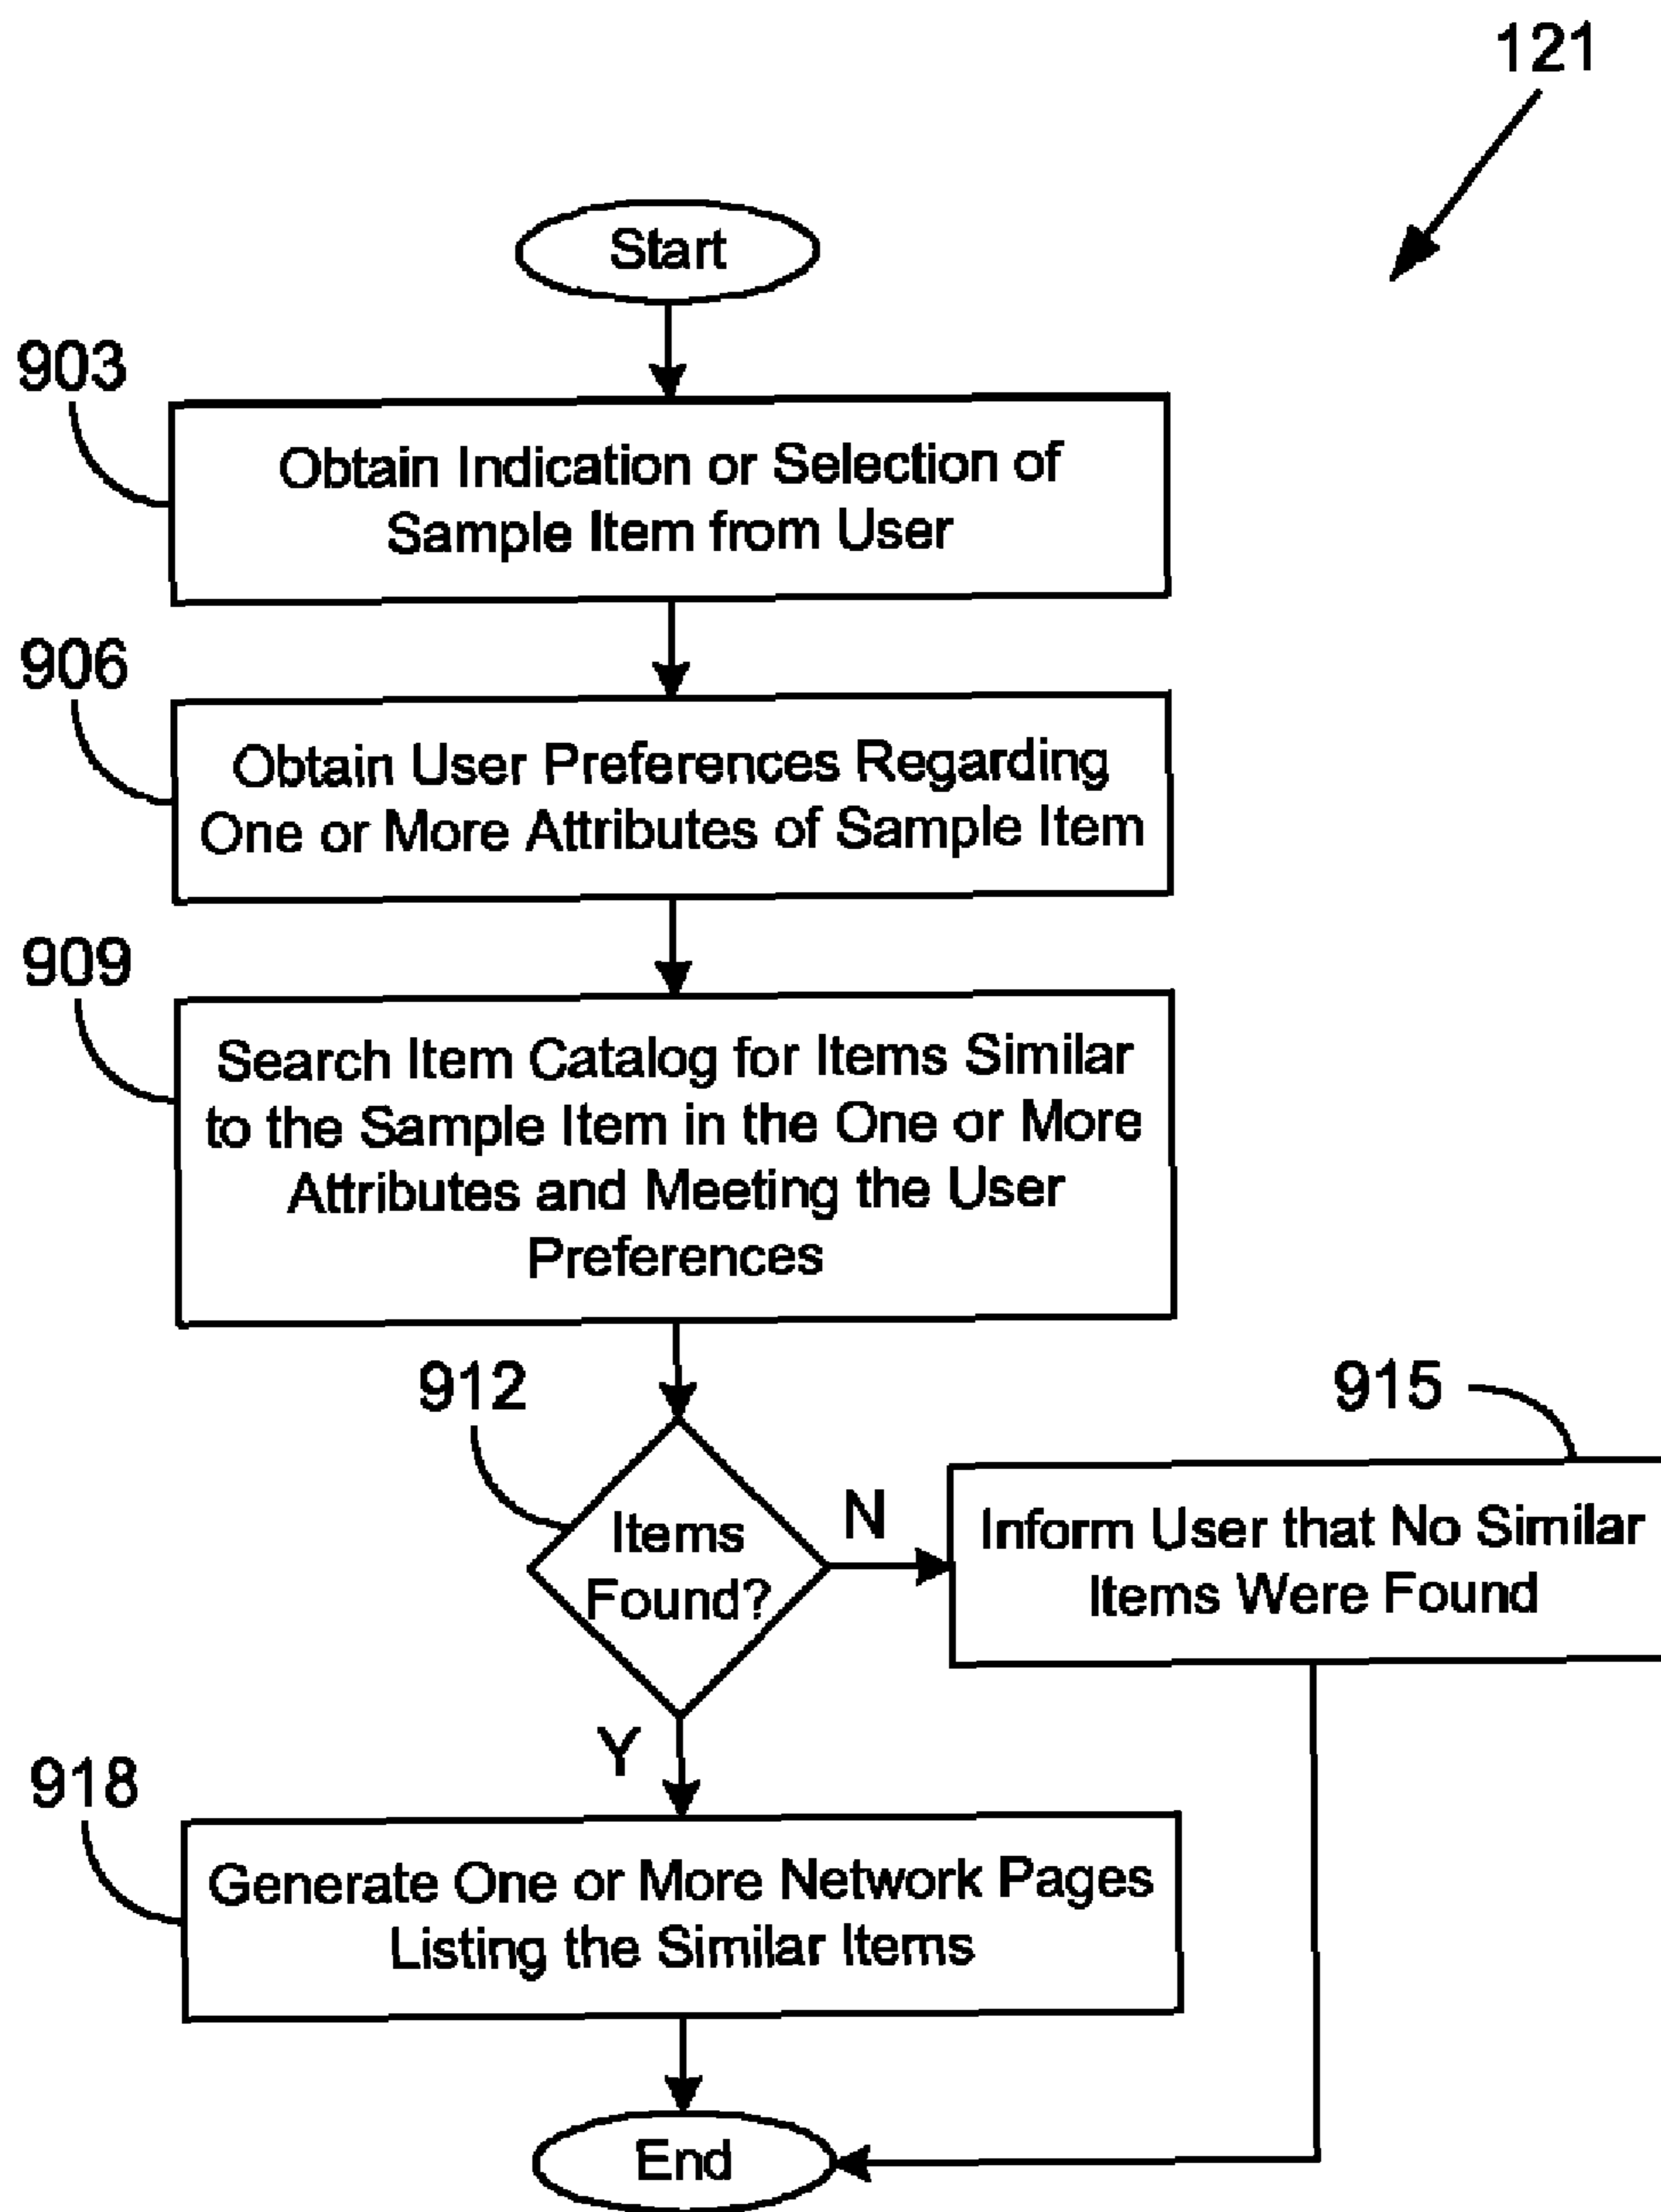 121
Start
903
Obtain Indication or Selection of
Sample Item from User
906
Obtain User Preferences Regarding
One or More Attributes of Sample Item
909
Search Item Catalog for Items Similar
to the Sample Item in the One or More
Attributes and Meeting the User
Preferences
912
Items
Found?
N
915
Inform User that No Similar
Items Were Found
Y
918
Generate One or More Network Pages
Listing the Similar Items
End